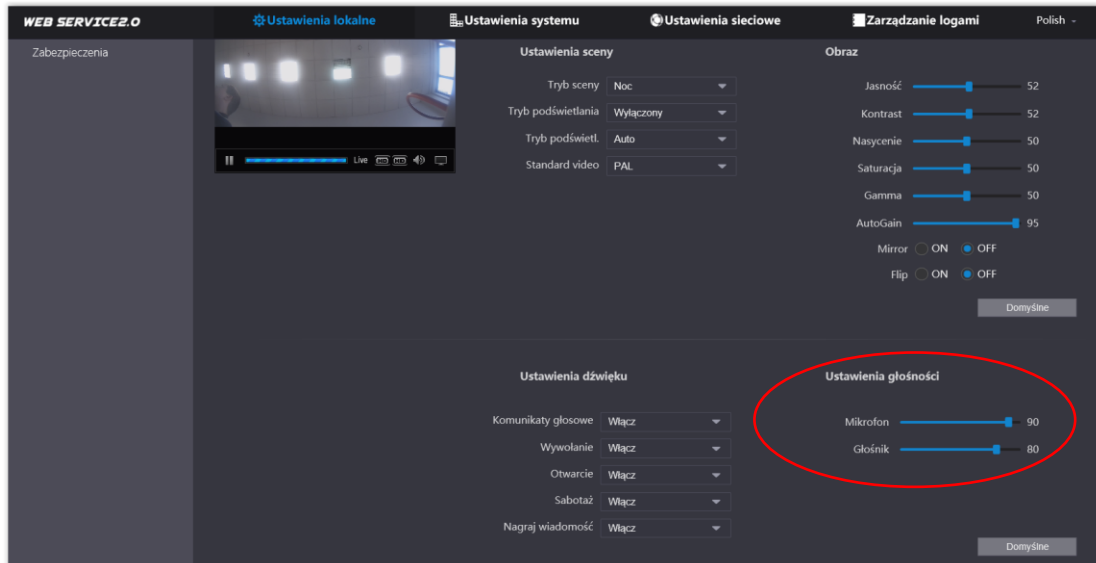 WEB SERVICE2.0
Ustawienia lokalne
Ustawienia systemu
Ustawienia sieciowe
Zarządzanie logami
Polish
Zabezpieczenia
Live
Ustawienia sceny
Tryb sceny Noc
Tryb podświetlania Wyłączony
Tryb podświetl. Auto
Standard video PAL
Obraz
Jasność 52
Kontrast 52
Nasycenie 50
Saturacja 50
Gamma 50
AutoGain 95
Mirror ON OFF
Flip ON OFF
Domyślne
Ustawienia dźwięku
Komunikaty głosowe Włącz
Wywołanie Włącz
Otwarcie Włącz
Sabotaż Włącz
Nagraj wiadomość Włącz
Ustawienia głośności
Mikrofon 90
Głośnik 80
Domyślne